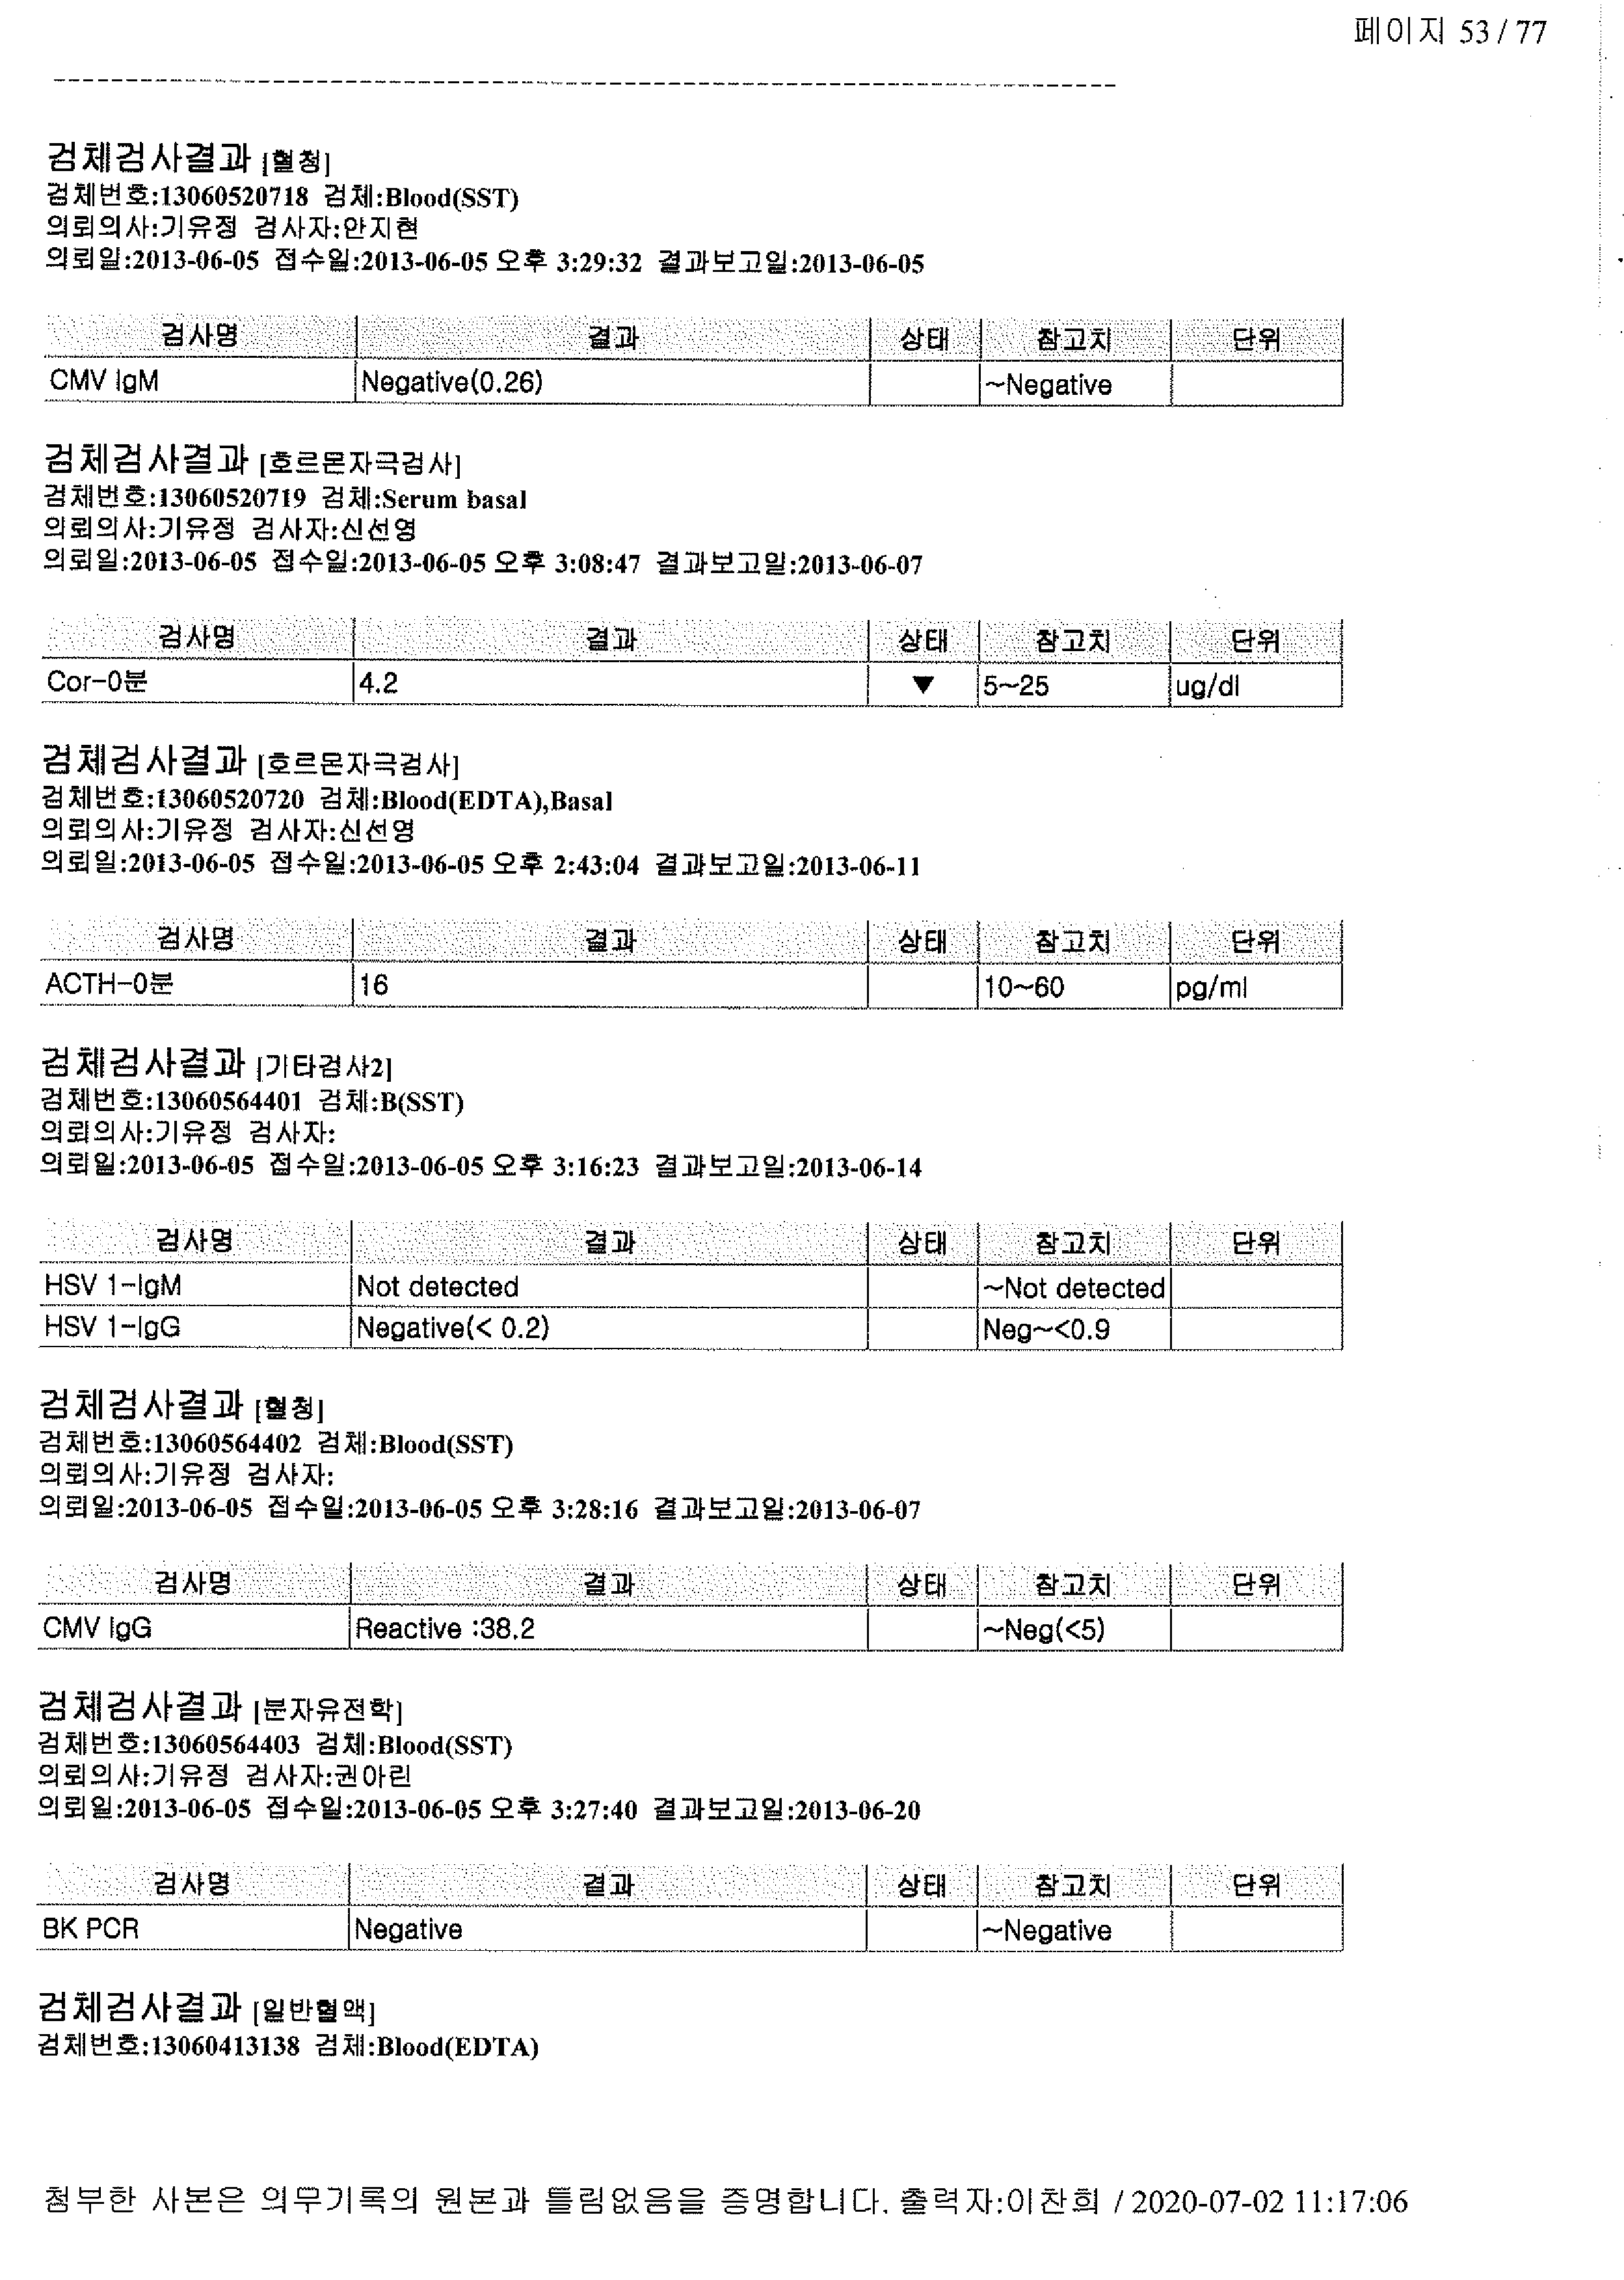 페이지 53 / 77
검체검사결과 [혈청]
검체번호:13060520718 검체:Blood(SST)
의뢰의사:기유정 검사자:안지현
의뢰일:2013-06-05 접수일:2013-06-05 오후 3:29:32 결과보고일:2013-06-05
검사명 결과 상태 참고치 단위
CMV IgM Negative(0.26) ~Negative
검체검사결과 [호르몬자극검사]
검체번호:13060520719 검체:Serum basal
의뢰의사:기유정 검사자:신선영
의뢰일:2013-06-05 접수일:2013-06-05 오후 3:08:47 결과보고일:2013-06-07
검사명 결과 상태 참고치 단위
Cor-0분 4.2 ▼ 5~25 ug/dl
검체검사결과 [호르몬자극검사]
검체번호:13060520720 검체:Blood(EDTA),Basal
의뢰의사:기유정 검사자:신선영
의뢰일:2013-06-05 접수일:2013-06-05 오후 2:43:04 결과보고일:2013-06-11
검사명 결과 상태 참고치 단위
ACTH-0분 16 10~60 pg/ml
검체검사결과 [기타검사2]
검체번호:13060564401 검체:B(SST)
의뢰의사:기유정 검사자:
의뢰일:2013-06-05 접수일:2013-06-05 오후 3:16:23 결과보고일:2013-06-14
검사명 결과 상태 참고치 단위
HSV 1-IgM Not detected ~Not detected
HSV 1-IgG Negative(< 0.2) Neg~<0.9
검체검사결과 [혈청]
검체번호:13060564402 검체:Blood(SST)
의뢰의사:기유정 검사자:
의뢰일:2013-06-05 접수일:2013-06-05 오후 3:28:16 결과보고일:2013-06-07
검사명 결과 상태 참고치 단위
CMV IgG Reactive :38.2 ~Neg(<5)
검체검사결과 [분자유전학]
검체번호:13060564403 검체:Blood(SST)
의뢰의사:기유정 검사자:권아린
의뢰일:2013-06-05 접수일:2013-06-05 오후 3:27:40 결과보고일:2013-06-20
검사명 결과 상태 참고치 단위
BK PCR Negative ~Negative
검체검사결과 [일반혈액]
검체번호:13060413138 검체:Blood(EDTA)
첨부한 사본은 의무기록의 원본과 틀림없음을 증명합니다. 출력자:이찬희 / 2020-07-02 11:17:06